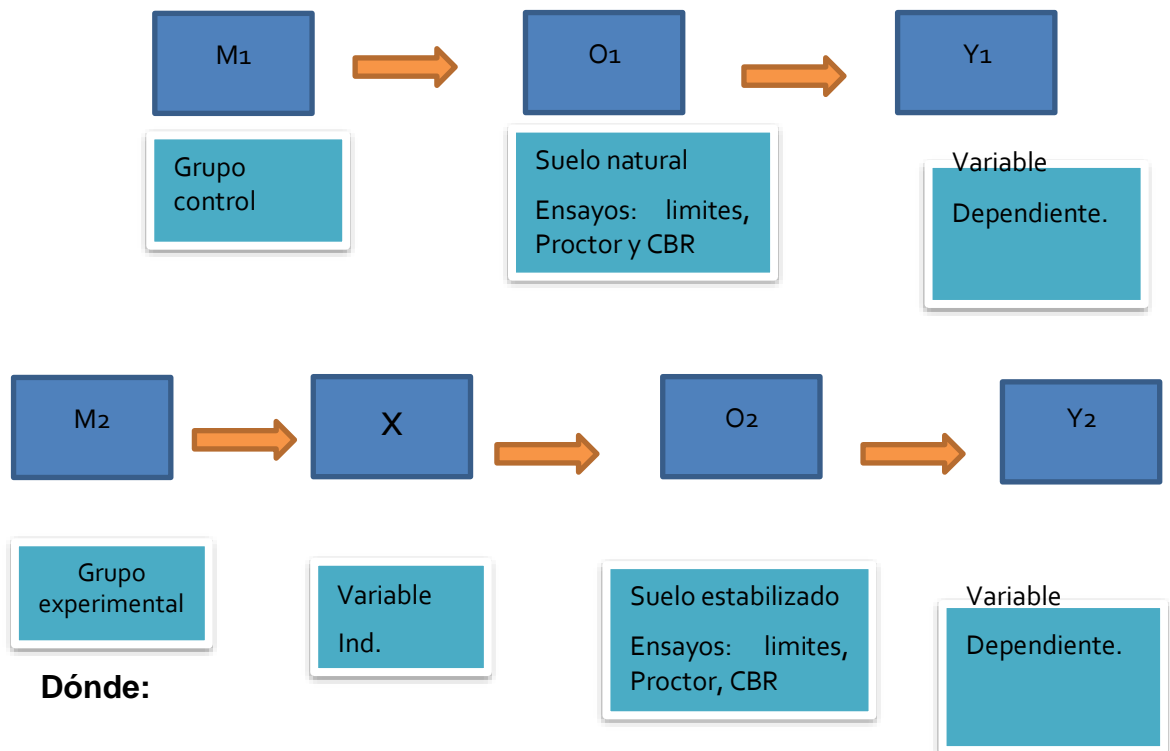 M1
O1
Y1
Grupo
control
Suelo natural
Ensayos: limites,
Proctor y CBR
Variable
Dependiente.
M2
X
O2
Y2
Grupo
experimental
Variable
Ind.
Suelo estabilizado
Ensayos: limites,
Proctor, CBR
Variable
Dependiente.
Dónde: